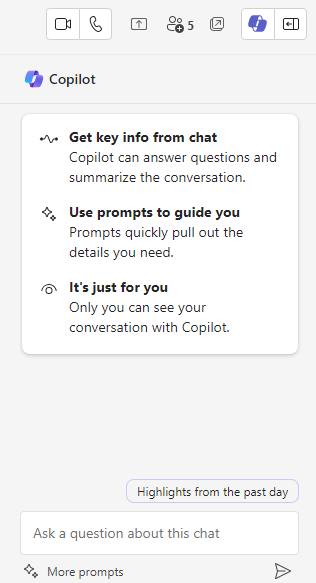 5
Copilot
Get key info from chat
Copilot can answer questions and
summarize the conversation.
Use prompts to guide you
Prompts quickly pull out the
details you need.
It's just for you
Only you can see your
conversation with Copilot.
Highlights from the past day
Ask a question about this chat
More prompts